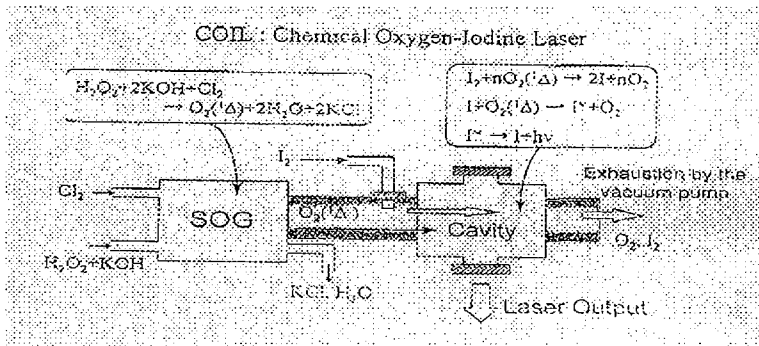 COIL : Chemical Oxygen-Iodine Laser
H₂O₂+2KOH+Cl₂
→ O₂(¹Δ)+2H₂O+2KCl
I₂+nO₂(¹Δ) → 2I+nO₂
I+O₂(¹Δ) → I*+O₂
I* → I+hν
I₂
Cl₂
SOG
O₂(¹Δ)
Cavity
Exhaustion by the
vacuum pump
O₂, I₂
H₂O₂+KOH
KCl, H₂O
Laser Output